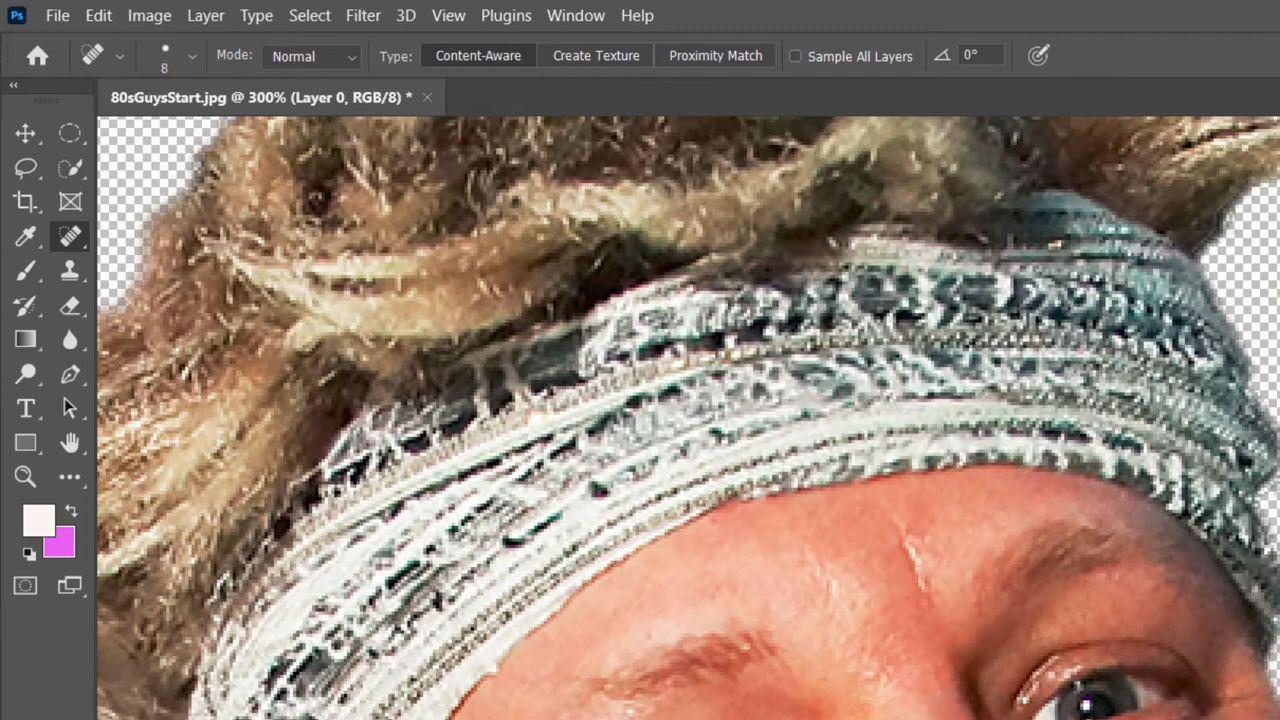 Ps File Edit Image Layer Type Select Filter 3D View Plugins Window Help
8 Mode: Normal Type: Content-Aware Create Texture Proximity Match Sample All Layers 0°
80sGuysStart.jpg @ 300% (Layer 0, RGB/8) *